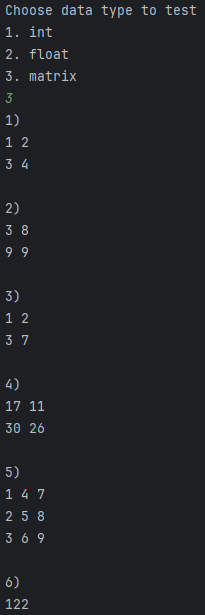 Choose data type to test
1. int
2. float
3. matrix
3
1)
1 2
3 4
2)
3 8
9 9
3)
1 2
3 7
4)
17 11
30 26
5)
1 4 7
2 5 8
3 6 9
6)
122